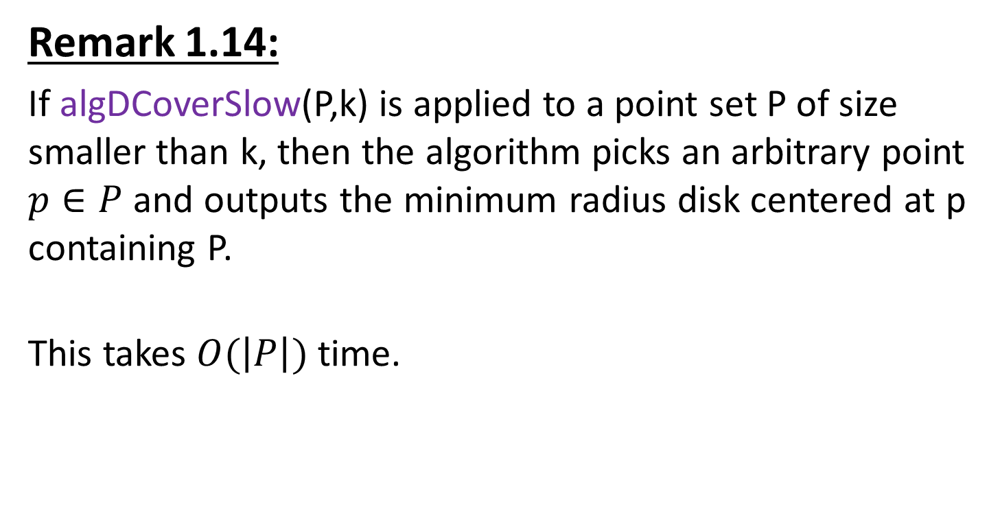 Remark 1.14:
If algDCoverSlow(P,k) is applied to a point set P of size
smaller than k, then the algorithm picks an arbitrary point
p ∈ P and outputs the minimum radius disk centered at p
containing P.
This takes O(|P|) time.